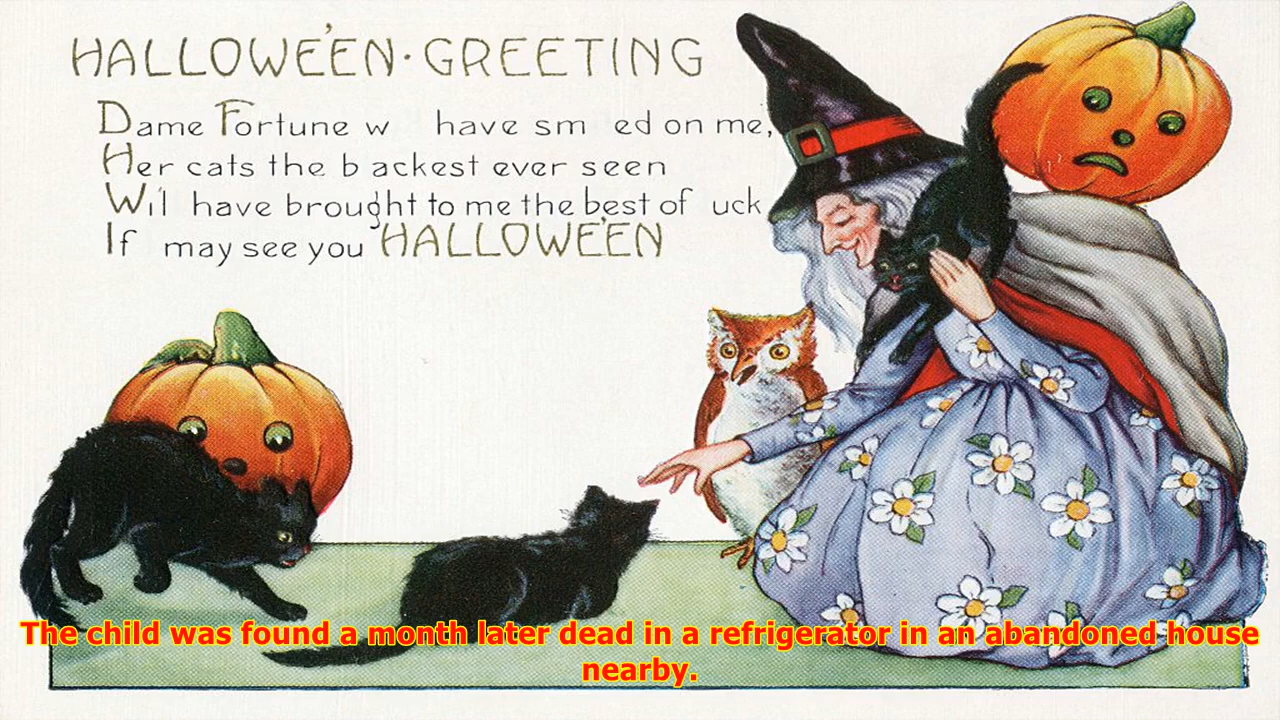 HALLOWE'EN·GREETING
Dame Fortune w have sm ed on me,
Her cats the b ackest ever seen
Wil have brought to me the best of uck
If may see you HALLOWE'EN
The child was found a month later dead in a refrigerator in an abandoned house
nearby.